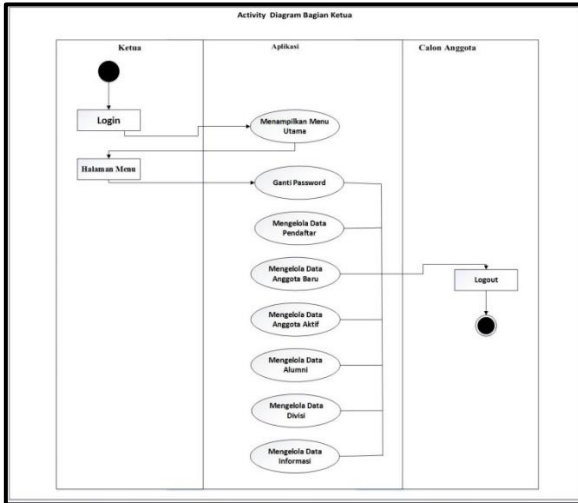 Activity Diagram Bagian Ketua
Ketua
Aplikasi
Calon Anggota
Login
Menampilkan Menu
Utama
Halaman Menu
Ganti Password
Mengelola Data
Pendaftar
Mengelola Data
Anggota Baru
Logout
Mengelola Data
Anggota Aktif
Mengelola Data
Alumni
Mengelola Data
Divisi
Mengelola Data
Informasi